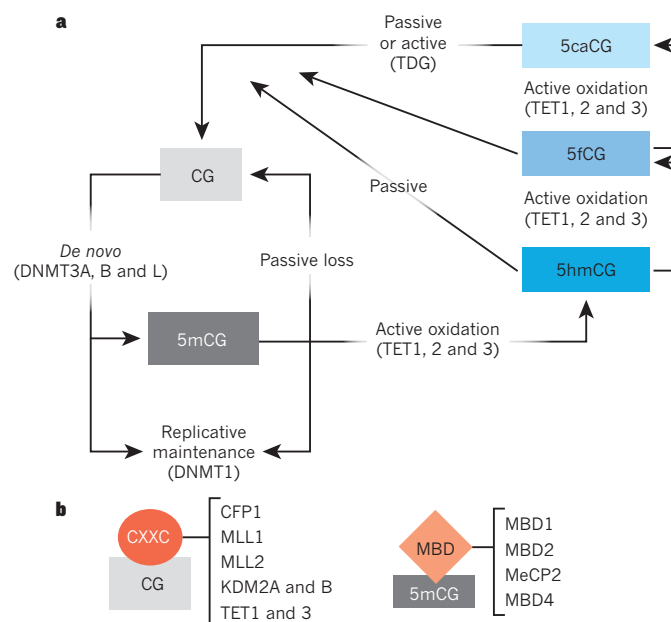 a
Passive
or active
(TDG)
5caCG
Active oxidation
(TET1, 2 and 3)
5fCG
Active oxidation
(TET1, 2 and 3)
5hmCG
CG
Passive
De novo
(DNMT3A, B and L)
Passive loss
5mCG
Active oxidation
(TET1, 2 and 3)
Replicative
maintenance
(DNMT1)
b
CXXC
CG
CFP1
MLL1
MLL2
KDM2A and B
TET1 and 3
MBD
5mCG
MBD1
MBD2
MeCP2
MBD4